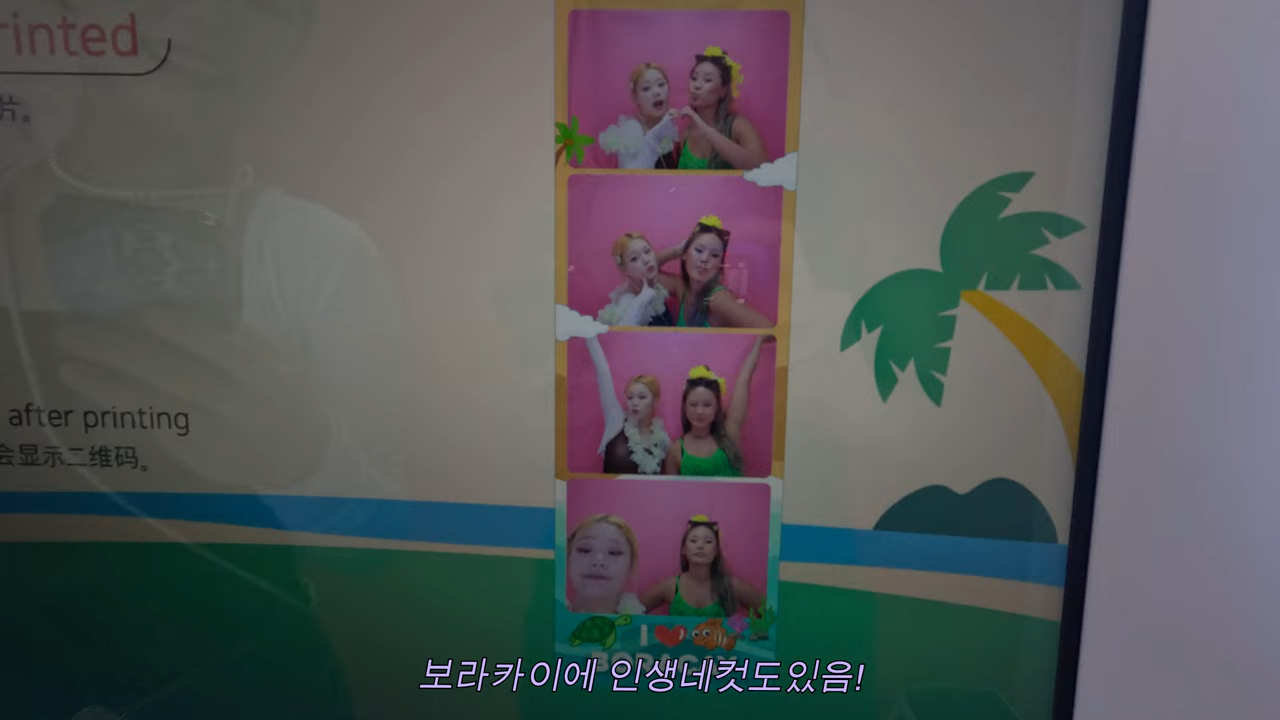 rinted
片。
after printing
会显示二维码。
I
BORACAY
보라카이에 인생네컷도있음!